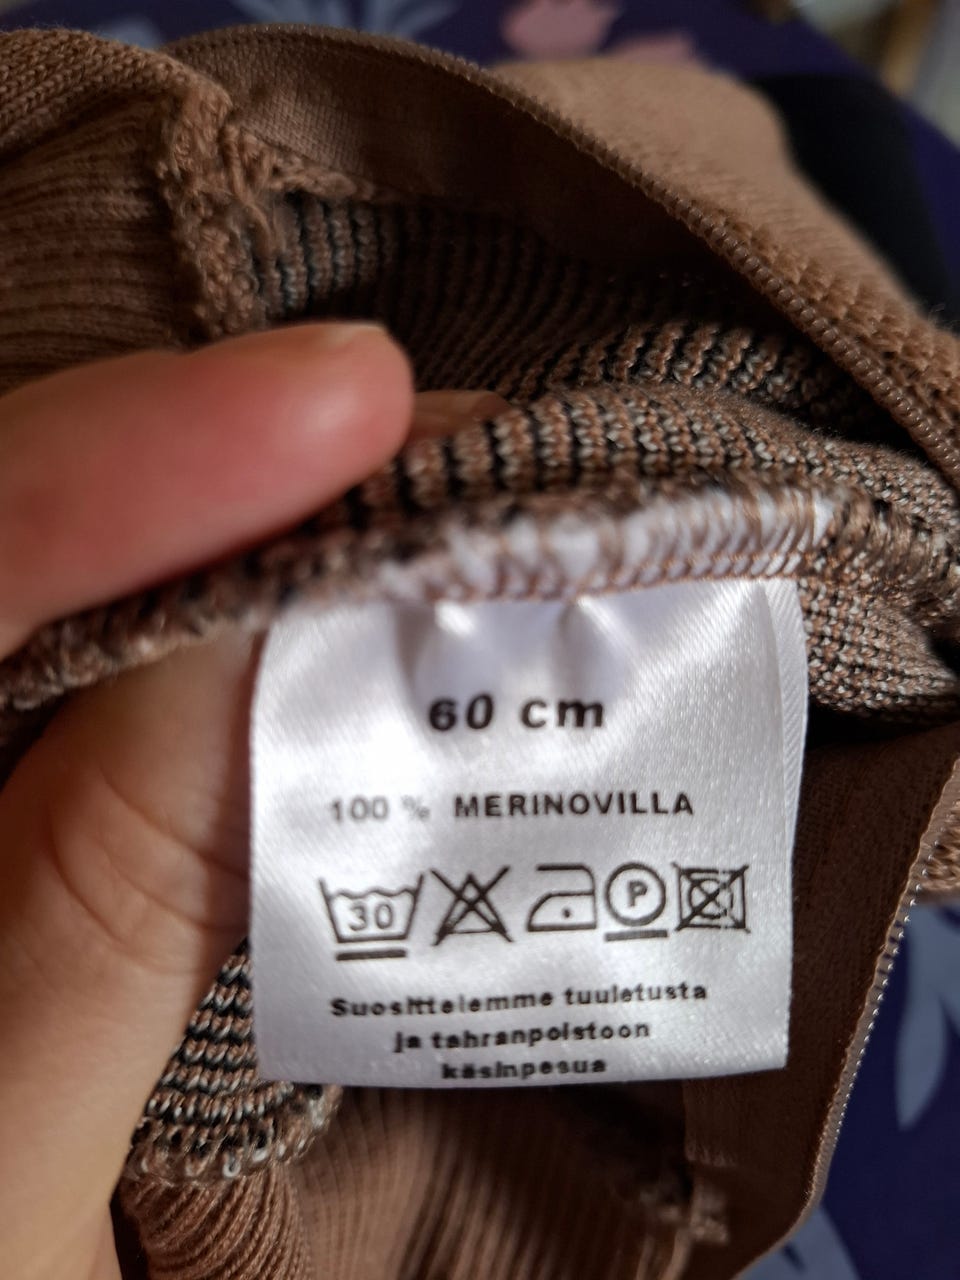 60 cm
100 % MERINOVILLA
30 P
Suosittelemme tuuletusta
ja tahranpoistoon
käsinpesua